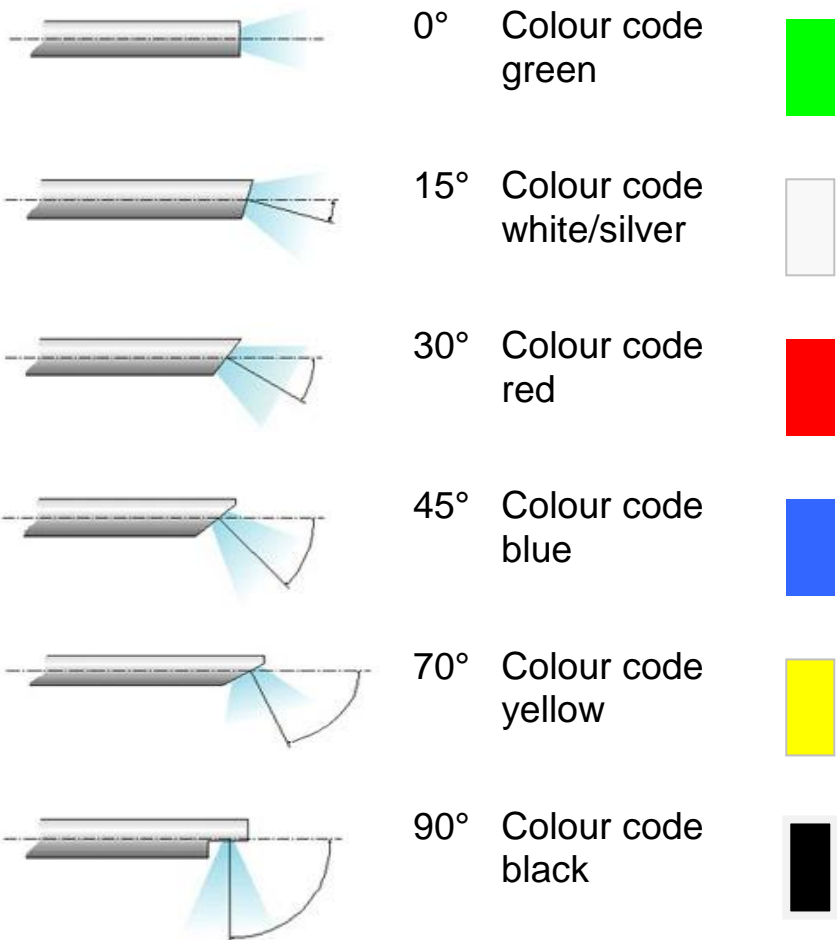 0° Colour code
green
15° Colour code
white/silver
30° Colour code
red
45° Colour code
blue
70° Colour code
yellow
90° Colour code
black